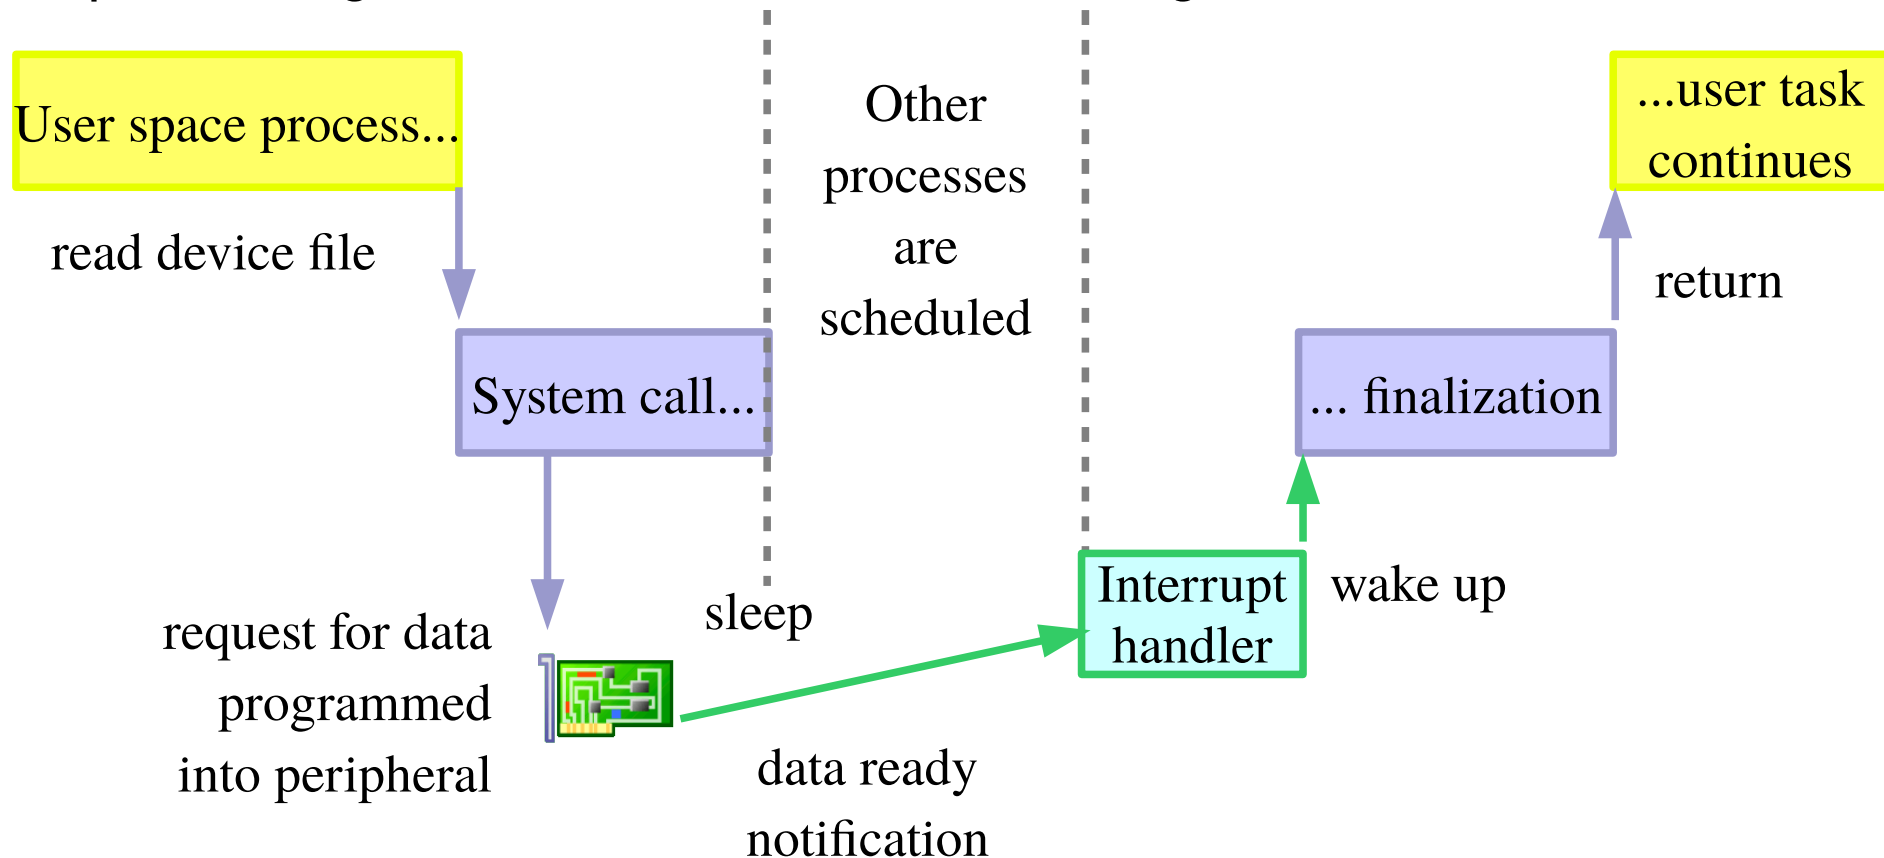 User space process...
read device file
System call...
request for data
programmed
into peripheral
sleep
Other
processes
are
scheduled
data ready
notification
Interrupt
handler
wake up
... finalization
return
...user task
continues